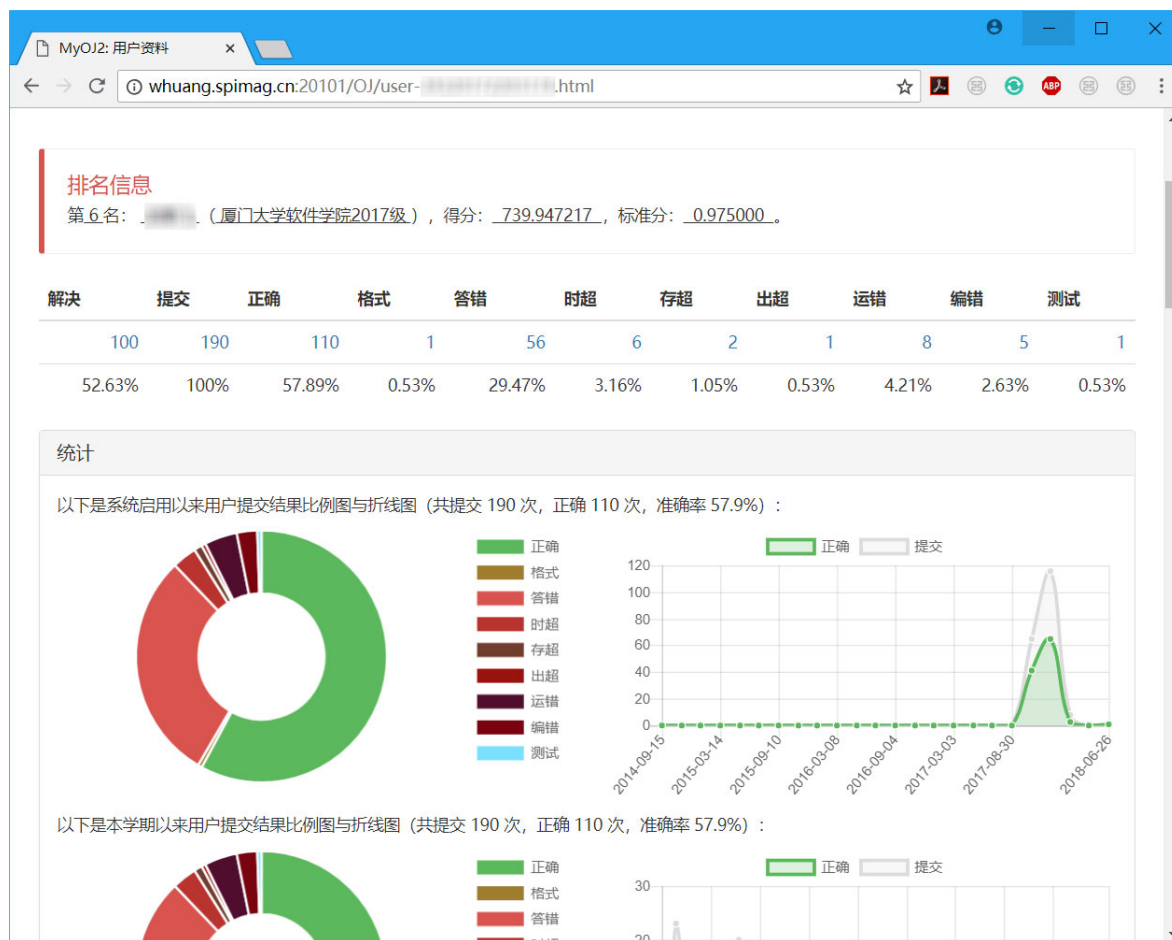 MyOJ2: 用户资料
whuang.spimag.cn:20101/OJ/user- .html
ABP
排名信息
第 6 名： （ 厦门大学软件学院2017级 ），得分： 739.947217 ，标准分： 0.975000 。
解决 提交 正确 格式 答错 时超 存超 出超 运错 编错 测试
100 190 110 1 56 6 2 1 8 5 1
52.63% 100% 57.89% 0.53% 29.47% 3.16% 1.05% 0.53% 4.21% 2.63% 0.53%
统计
以下是系统启用以来用户提交结果比例图与折线图（共提交 190 次，正确 110 次，准确率 57.9%）：
正确
格式
答错
时超
存超
出超
运错
编错
测试
正确 提交
120
100
80
60
40
20
0
2014-09-15 2015-03-14 2015-09-10 2016-03-08 2016-09-04 2017-03-03 2017-08-30 2018-06-26
以下是本学期以来用户提交结果比例图与折线图（共提交 190 次，正确 110 次，准确率 57.9%）：
正确
格式
答错
正确 提交
30
20